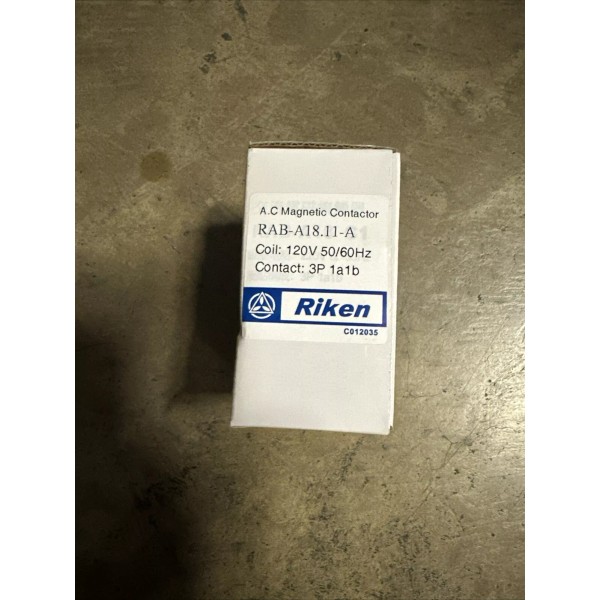 A.C Magnetic Contactor
RAB-A18.11-A
Coil: 120V 50/60Hz
Contact: 3P 1a1b
Riken
C012035